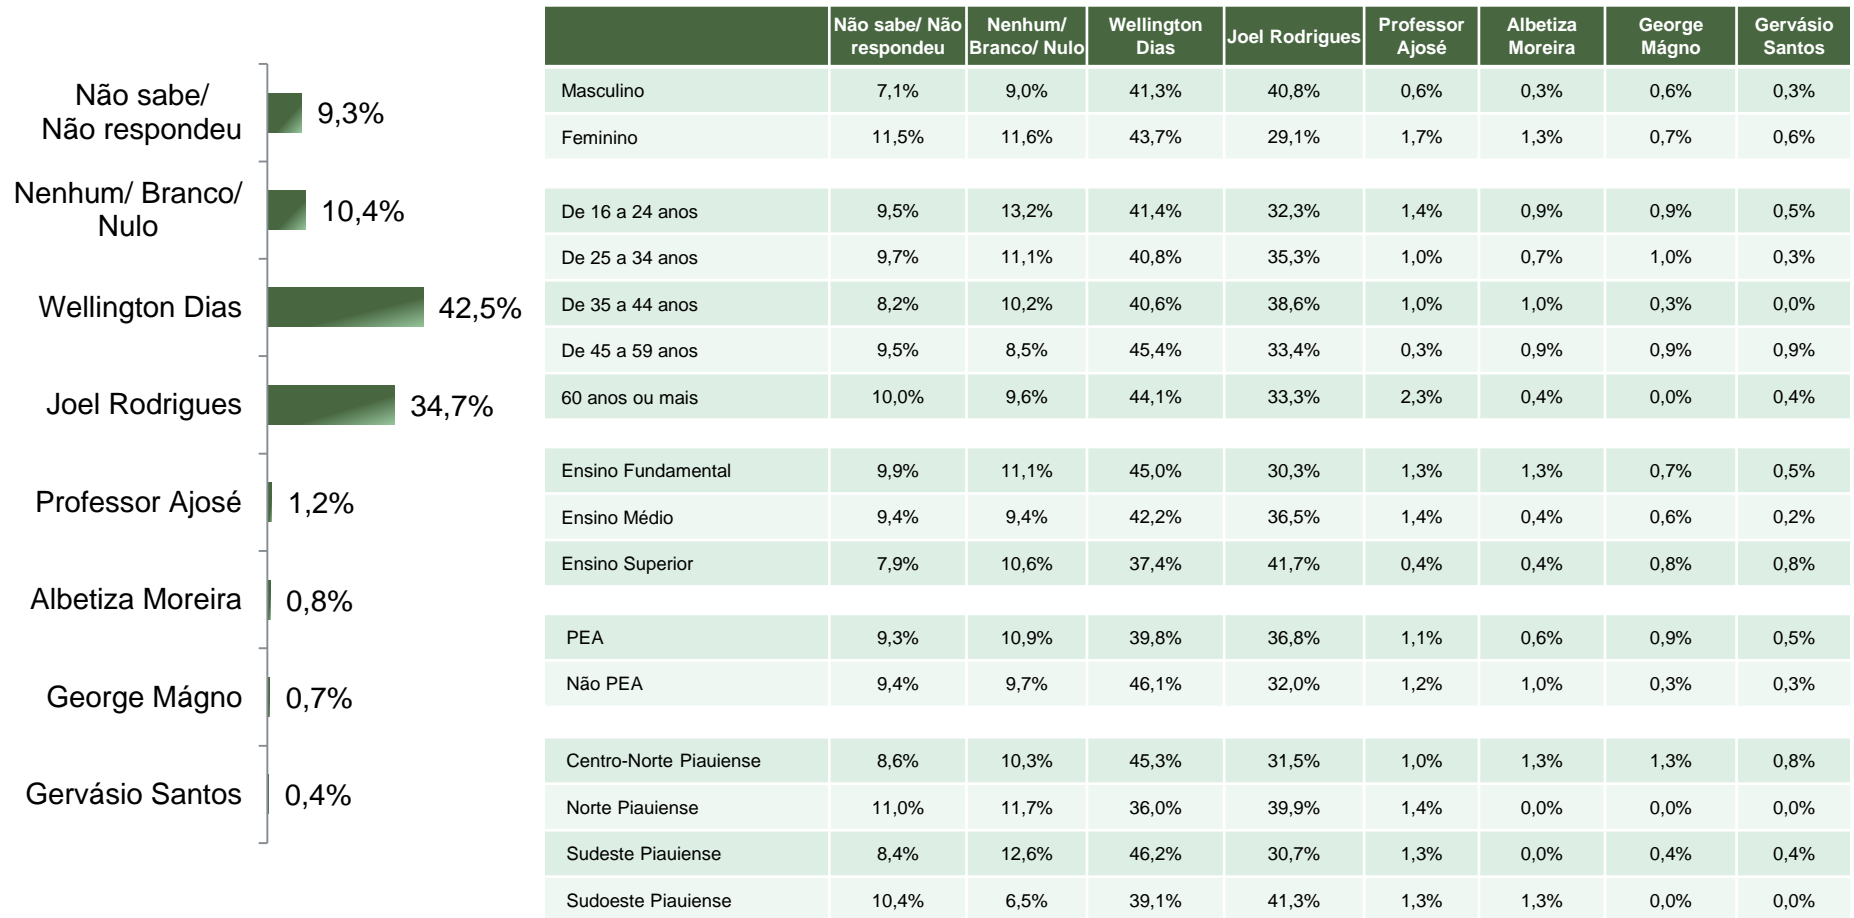 Não sabe/
Não respondeu
9,3%
Nenhum/ Branco/
Nulo
10,4%
Wellington Dias
42,5%
Joel Rodrigues
34,7%
Professor Ajosé
1,2%
Albetiza Moreira
0,8%
George Mágno
0,7%
Gervásio Santos
0,4%
Não sabe/ Não respondeu Nenhum/ Branco/ Nulo Wellington Dias Joel Rodrigues Professor Ajosé Albetiza Moreira George Mágno Gervásio Santos
Masculino 7,1% 9,0% 41,3% 40,8% 0,6% 0,3% 0,6% 0,3%
Feminino 11,5% 11,6% 43,7% 29,1% 1,7% 1,3% 0,7% 0,6%
De 16 a 24 anos 9,5% 13,2% 41,4% 32,3% 1,4% 0,9% 0,9% 0,5%
De 25 a 34 anos 9,7% 11,1% 40,8% 35,3% 1,0% 0,7% 1,0% 0,3%
De 35 a 44 anos 8,2% 10,2% 40,6% 38,6% 1,0% 1,0% 0,3% 0,0%
De 45 a 59 anos 9,5% 8,5% 45,4% 33,4% 0,3% 0,9% 0,9% 0,9%
60 anos ou mais 10,0% 9,6% 44,1% 33,3% 2,3% 0,4% 0,0% 0,4%
Ensino Fundamental 9,9% 11,1% 45,0% 30,3% 1,3% 1,3% 0,7% 0,5%
Ensino Médio 9,4% 9,4% 42,2% 36,5% 1,4% 0,4% 0,6% 0,2%
Ensino Superior 7,9% 10,6% 37,4% 41,7% 0,4% 0,4% 0,8% 0,8%
PEA 9,3% 10,9% 39,8% 36,8% 1,1% 0,6% 0,9% 0,5%
Não PEA 9,4% 9,7% 46,1% 32,0% 1,2% 1,0% 0,3% 0,3%
Centro-Norte Piauiense 8,6% 10,3% 45,3% 31,5% 1,0% 1,3% 1,3% 0,8%
Norte Piauiense 11,0% 11,7% 36,0% 39,9% 1,4% 0,0% 0,0% 0,0%
Sudeste Piauiense 8,4% 12,6% 46,2% 30,7% 1,3% 0,0% 0,4% 0,4%
Sudoeste Piauiense 10,4% 6,5% 39,1% 41,3% 1,3% 1,3% 0,0% 0,0%